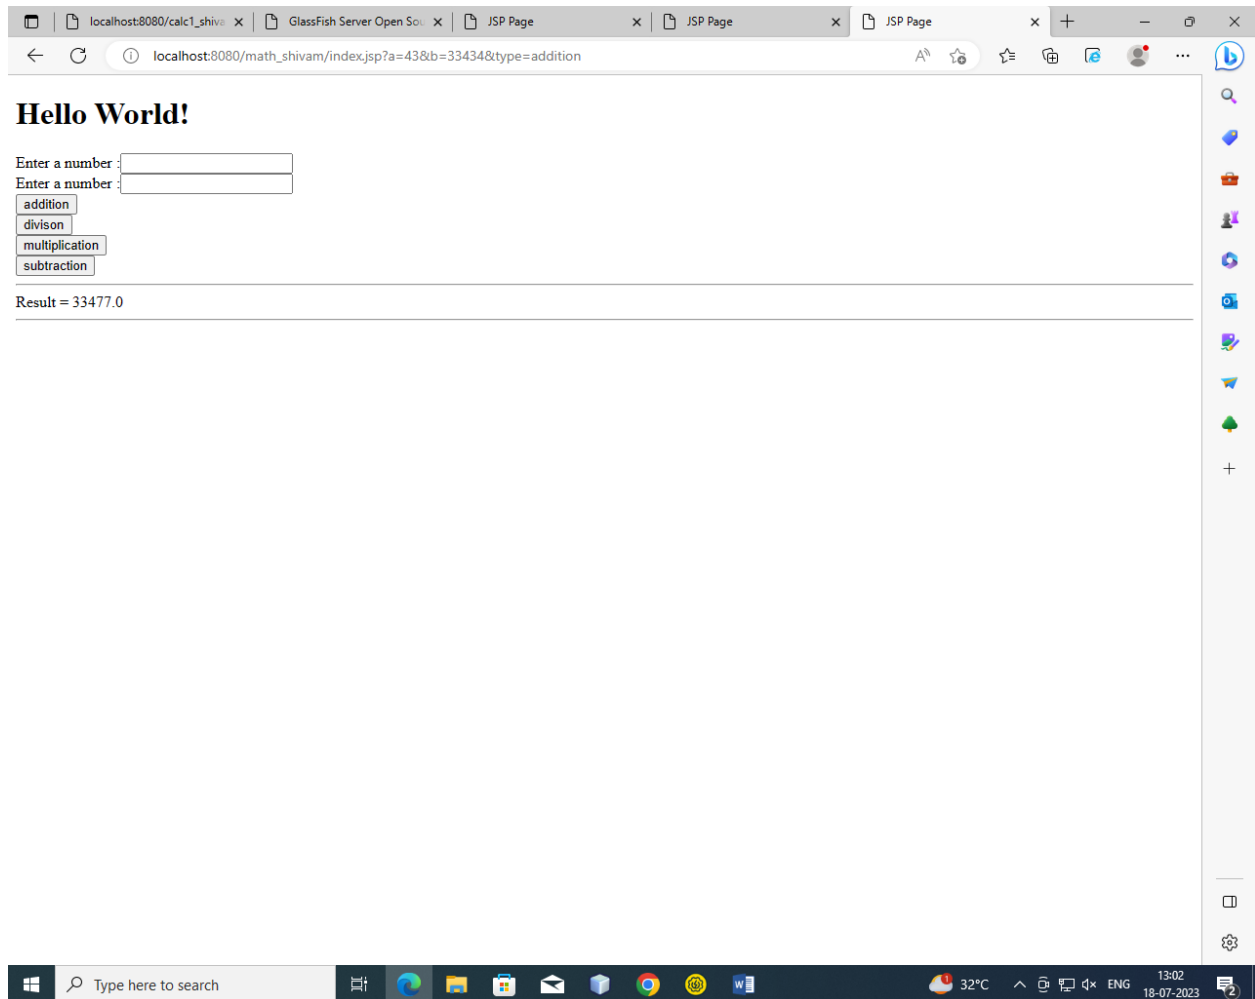 localhost:8080/calc1_shiva
GlassFish Server Open Sou
JSP Page
JSP Page
JSP Page
localhost:8080/math_shivam/index.jsp?a=43&b=33434&type=addition
Hello World!
Enter a number :
Enter a number :
addition
divison
multiplication
subtraction
Result = 33477.0
Type here to search
32°C
ENG
13:02
18-07-2023